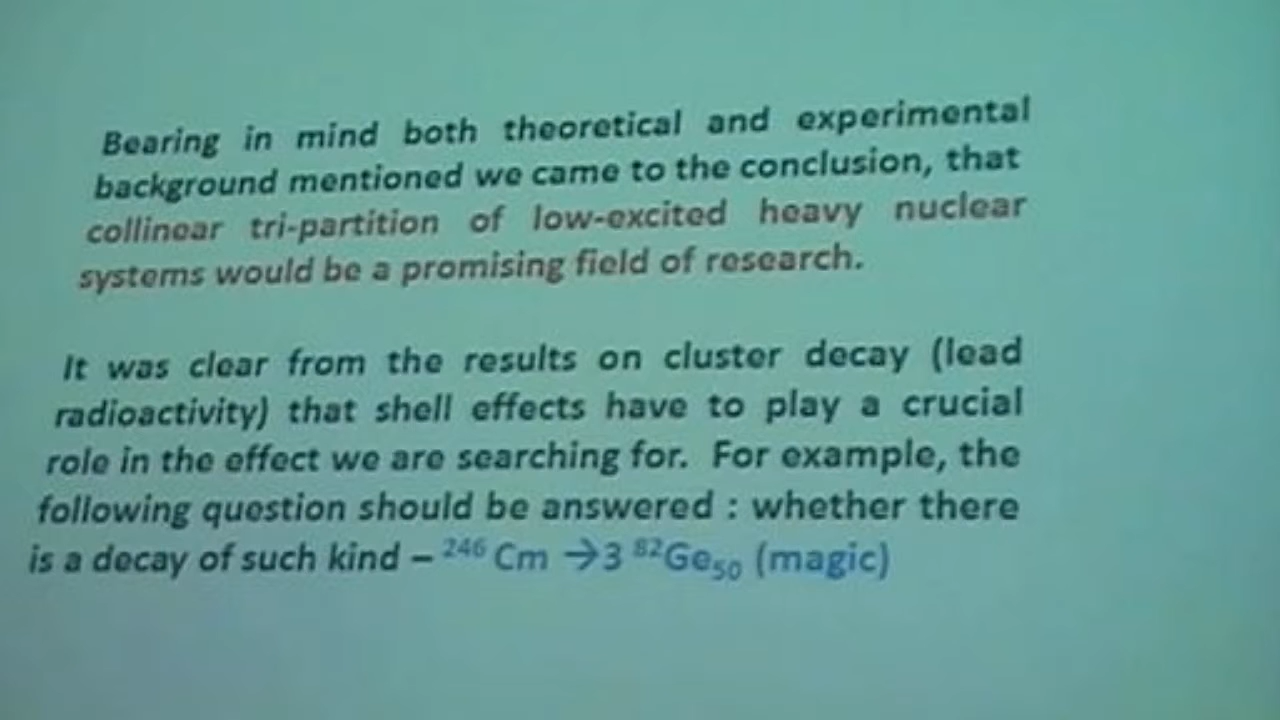 Bearing in mind both theoretical and experimental
background mentioned we came to the conclusion, that
collinear tri-partition of low-excited heavy nuclear
systems would be a promising field of research.
It was clear from the results on cluster decay (lead
radioactivity) that shell effects have to play a crucial
role in the effect we are searching for. For example, the
following question should be answered : whether there
is a decay of such kind – ²⁴⁶ Cm →3 ⁸²Ge₅₀ (magic)